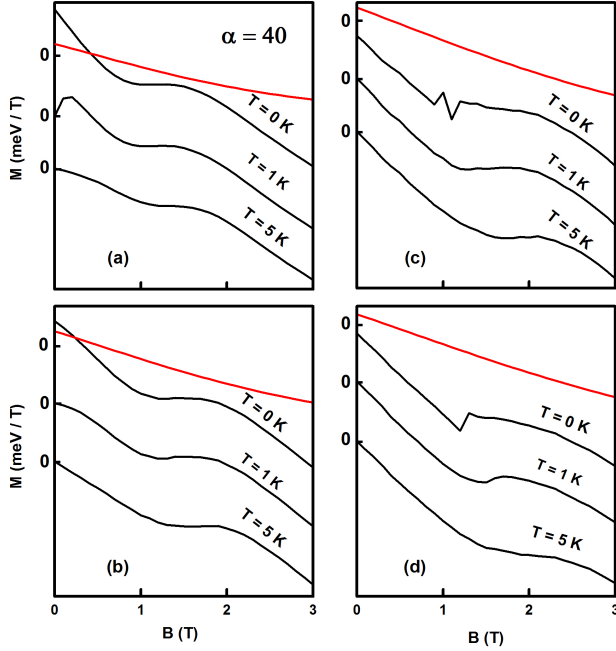 α = 40
0
0
0
M (meV / T)
T = 0 K
T = 1 K
T = 5 K
(a)
0
0
0
T = 0 K
T = 1 K
T = 5 K
(c)
0
0
0
M (meV / T)
T = 0 K
T = 1 K
T = 5 K
(b)
0 1 2 3
B (T)
0
0
0
T = 0 K
T = 1 K
T = 5 K
(d)
0 1 2 3
B (T)